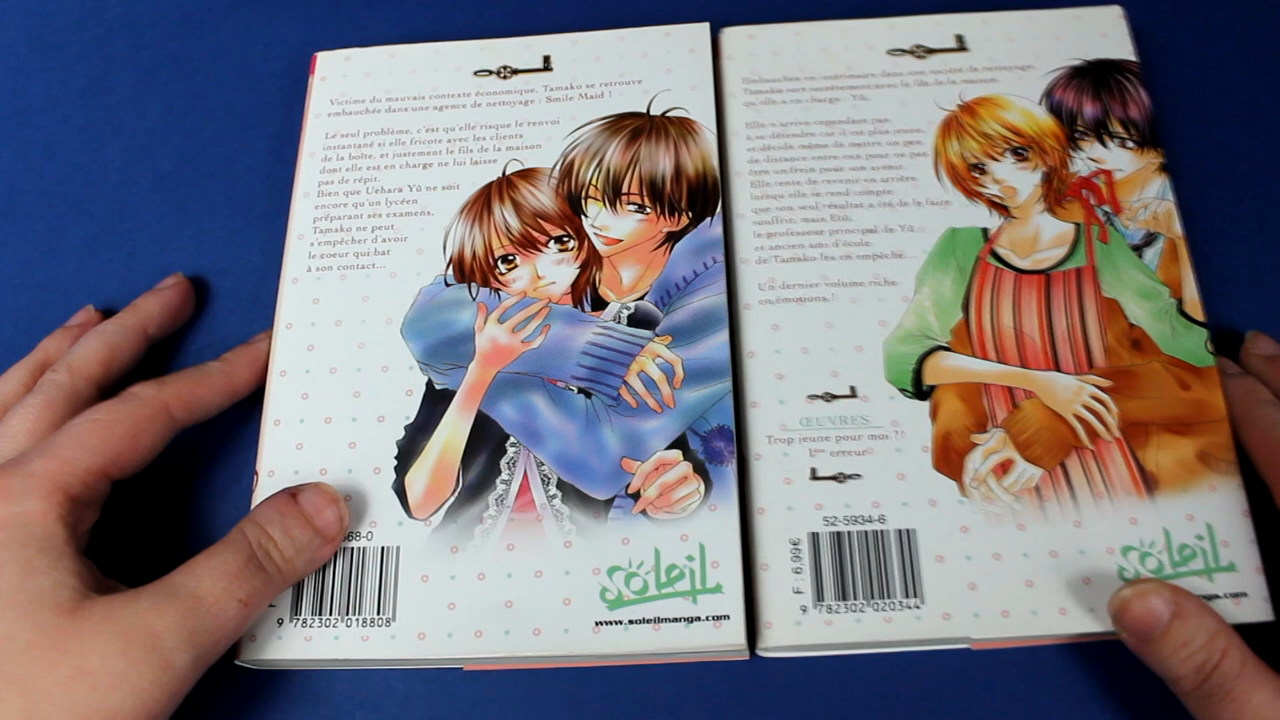 Victime du mauvais contexte économique, Tamako se retrouve
embauchée dans une agence de nettoyage : Smile Maid !
Le seul problème, c'est qu'elle risque le renvoi
instantané si elle fricote avec les clients
de la boîte, et justement le fils de la maison
dont elle est en charge ne lui laisse
pas de répit.
Bien que Uehara Yû ne soit
encore qu'un lycéen
préparant ses examens,
Tamako ne peut
s'empêcher d'avoir
le coeur qui bat
à son contact...
68-0
9 782302 018808
soleil
www.soleilmanga.com
Embauchée en intérimaire dans une société de nettoyage,
Tamako sort secrètement avec le fils de la maison
qu'elle a en charge : Yû.
Elle n'arrive cependant pas
à se détendre car il est plus jeune,
et décide même de mettre un peu
de distance entre eux pour ne pas
être un frein pour son avenir.
Elle tente de revenir en arrière
lorsqu'elle se rend compte
que son seul résultat a été de le faire
souffrir, mais Etô,
le professeur principal de Yû
et ancien ami d'école
de Tamako les en empêche...
Un dernier volume riche
en émotions !
ŒUVRES
Trop jeune pour moi ?!
1ère erreur
52-5934-6
F : 6,99€
9 782302 020344
soleil
nga.com